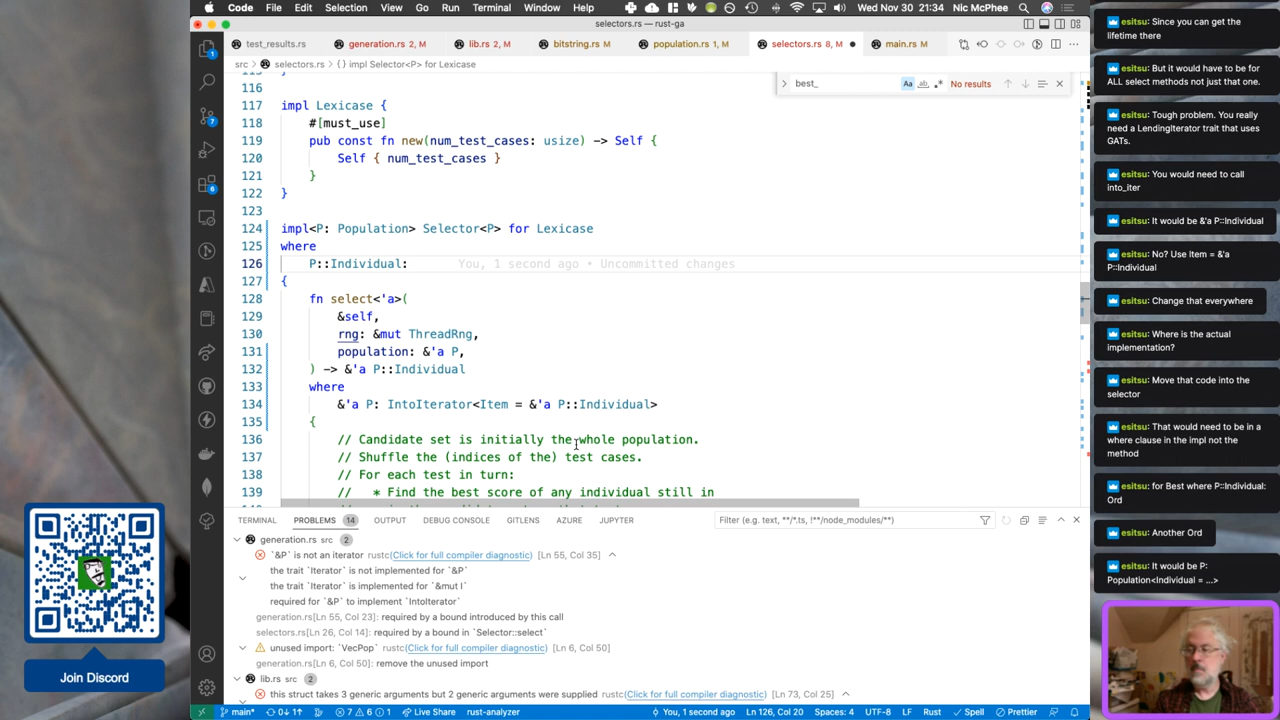 Code File Edit Selection View Go Run Terminal Window Help
Wed Nov 30 21:34 Nic McPhee
selectors.rs — rust-ga
test_results.rs generation.rs 2, M lib.rs 2, M bitstring.rs M population.rs 1, M selectors.rs 8, M main.rs M
src > selectors.rs > {} impl Selector<P> for Lexicase
best_ Aa ab .* No results
115 }
116
117 impl Lexicase {
118 #[must_use]
119 pub const fn new(num_test_cases: usize) -> Self {
120 Self { num_test_cases }
121 }
122 }
123
124 impl<P: Population> Selector<P> for Lexicase
125 where
126 P::Individual: You, 1 second ago • Uncommitted changes
127 {
128 fn select<'a>(
129 &self,
130 rng: &mut ThreadRng,
131 population: &'a P,
132 ) -> &'a P::Individual
133 where
134 &'a P: IntoIterator<Item = &'a P::Individual>
135 {
136 // Candidate set is initially the whole population.
137 // Shuffle the (indices of the) test cases.
138 // For each test in turn:
139 // * Find the best score of any individual still in
TERMINAL PROBLEMS 14 OUTPUT DEBUG CONSOLE GITLENS AZURE JUPYTER
Filter (e.g. text, **/*.ts, !**/node_modules/**)
generation.rs src 2
`&P` is not an iterator rustc(Click for full compiler diagnostic) [Ln 55, Col 35]
the trait `Iterator` is not implemented for `&P`
the trait `Iterator` is implemented for `&mut I`
required for `&P` to implement `IntoIterator`
generation.rs[Ln 55, Col 23]: required by a bound introduced by this call
selectors.rs[Ln 26, Col 14]: required by a bound in `Selector::select`
unused import: `VecPop` rustc(Click for full compiler diagnostic) [Ln 6, Col 50]
generation.rs[Ln 6, Col 50]: remove the unused import
lib.rs src 2
this struct takes 3 generic arguments but 2 generic arguments were supplied rustc(Click for full compiler diagnostic) [Ln 73, Col 25]
main* 0↓ 1↑ 7 6 1 Live Share rust-analyzer
You, 1 second ago Ln 126, Col 20 Spaces: 4 UTF-8 LF Rust Spell Prettier
7
6
Join Discord
esitsu: Since you can get the
lifetime there
esitsu: But it would have to be for
ALL select methods not just that one.
esitsu: Tough problem. You really
need a LendingIterator trait that uses
GATs.
esitsu: You would need to call
into_iter
esitsu: It would be &'a P::Individual
esitsu: No? Use Item = &'a
P::Individual
esitsu: Change that everywhere
esitsu: Where is the actual
implementation?
esitsu: Move that code into the
selector
esitsu: That would need to be in a
where clause in the impl not the
method
esitsu: for Best where P::Individual:
Ord
esitsu: Another Ord
esitsu: It would be P:
Population<Individual = ...>